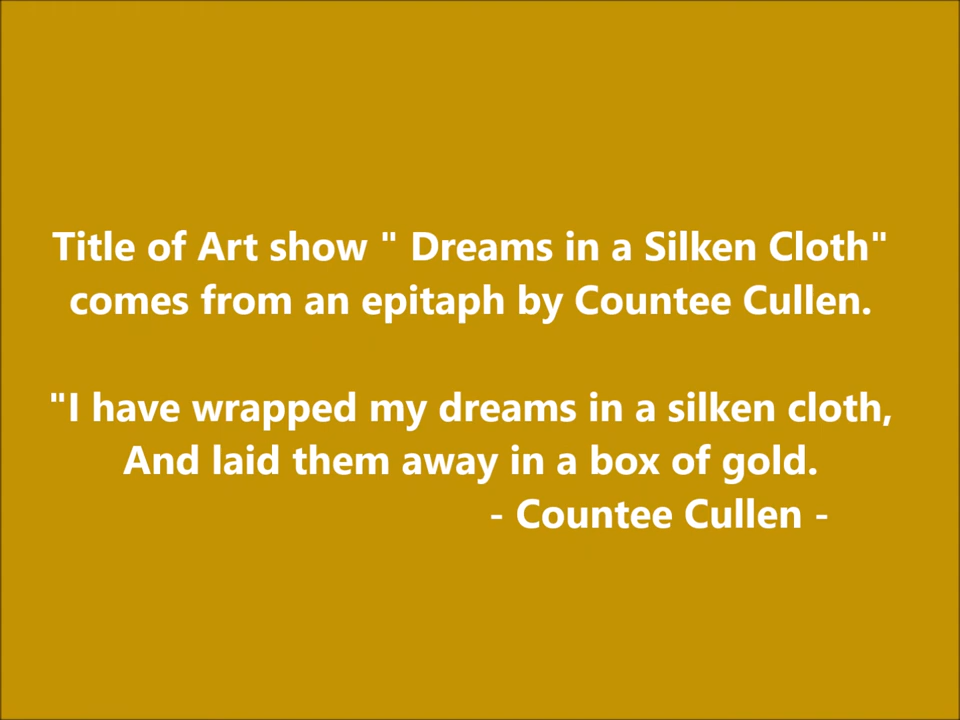 Title of Art show " Dreams in a Silken Cloth"
comes from an epitaph by Countee Cullen.
"I have wrapped my dreams in a silken cloth,
And laid them away in a box of gold.
- Countee Cullen -